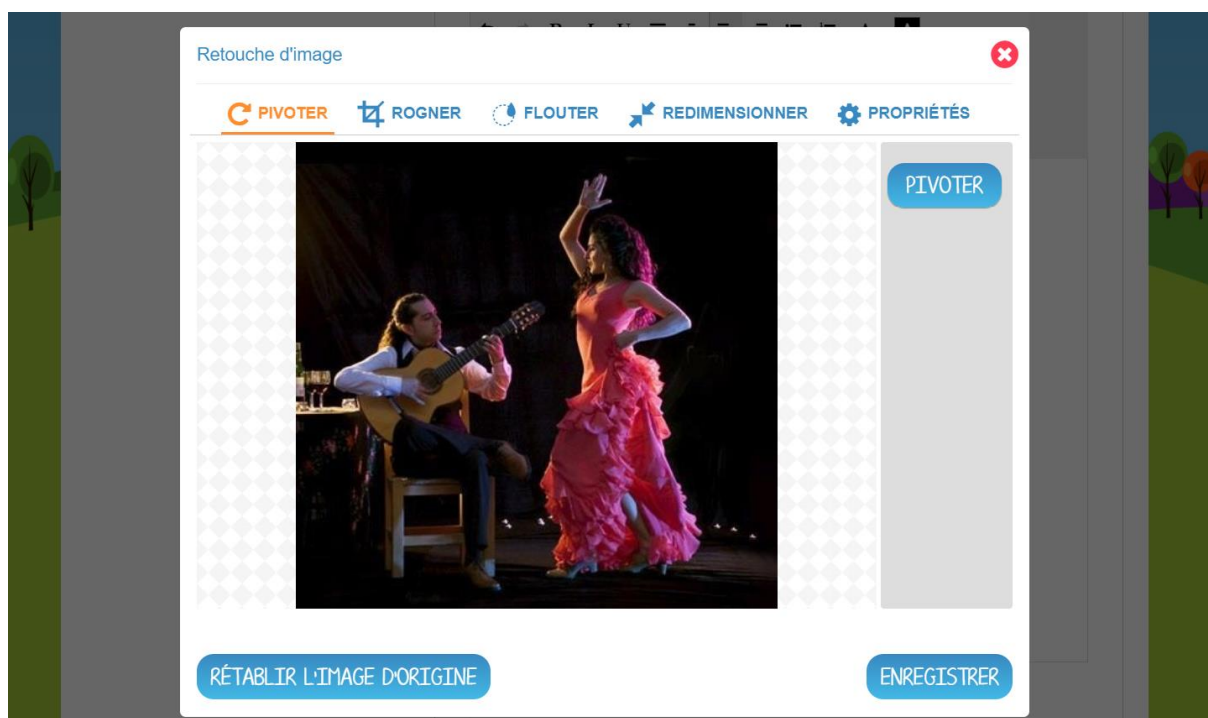 Retouche d'image
PIVOTER ROGNER FLOUTER REDIMENSIONNER PROPRIÉTÉS
PIVOTER
RÉTABLIR L'IMAGE D'ORIGINE ENREGISTRER